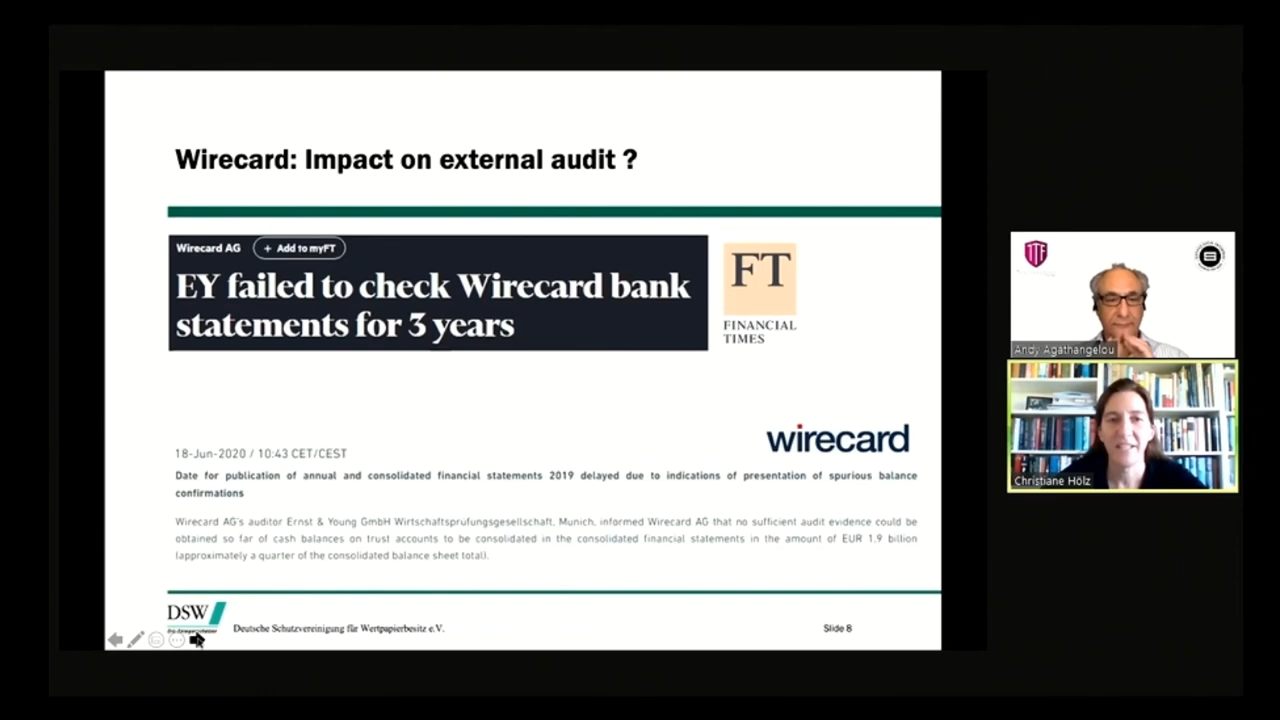 Wirecard: Impact on external audit ?
Wirecard AG + Add to myFT
EY failed to check Wirecard bank
statements for 3 years
FT
FINANCIAL
TIMES
wirecard
18-Jun-2020 / 10:43 CET/CEST
Date for publication of annual and consolidated financial statements 2019 delayed due to indications of presentation of spurious balance
confirmations
Wirecard AG's auditor Ernst & Young GmbH Wirtschaftsprüfungsgesellschaft, Munich, informed Wirecard AG that no sufficient audit evidence could be
obtained so far of cash balances on trust accounts to be consolidated in the consolidated financial statements in the amount of EUR 1.9 billion
(approximately a quarter of the consolidated balance sheet total).
DSW
Deutsche Schutzvereinigung für Wertpapierbesitz e.V.
Slide 8
TTF
Andy Agathangelou
Christiane Hölz